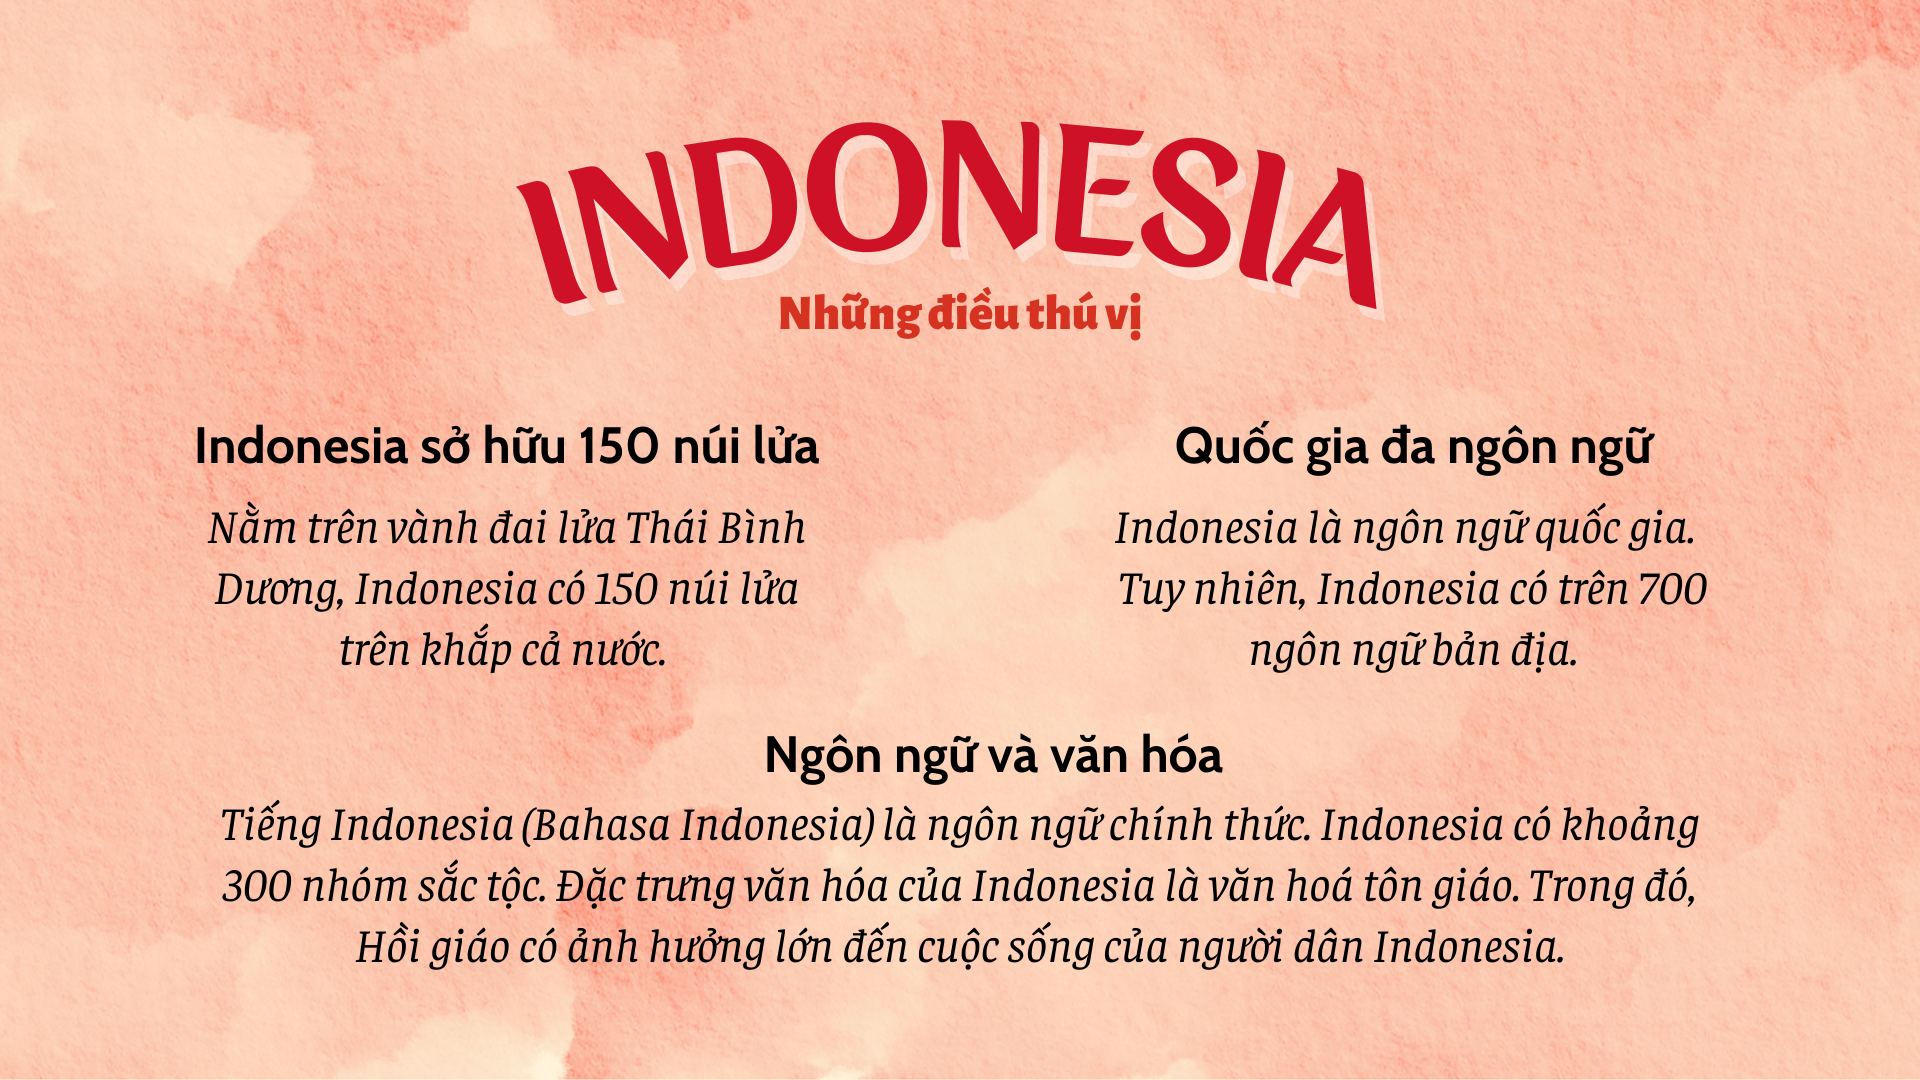 INDONESIA
Những điều thú vị
Indonesia sở hữu 150 núi lửa
Nằm trên vành đai lửa Thái Bình
Dương, Indonesia có 150 núi lửa
trên khắp cả nước.
Quốc gia đa ngôn ngữ
Indonesia là ngôn ngữ quốc gia.
Tuy nhiên, Indonesia có trên 700
ngôn ngữ bản địa.
Ngôn ngữ và văn hóa
Tiếng Indonesia (Bahasa Indonesia) là ngôn ngữ chính thức. Indonesia có khoảng
300 nhóm sắc tộc. Đặc trưng văn hóa của Indonesia là văn hoá tôn giáo. Trong đó,
Hồi giáo có ảnh hưởng lớn đến cuộc sống của người dân Indonesia.